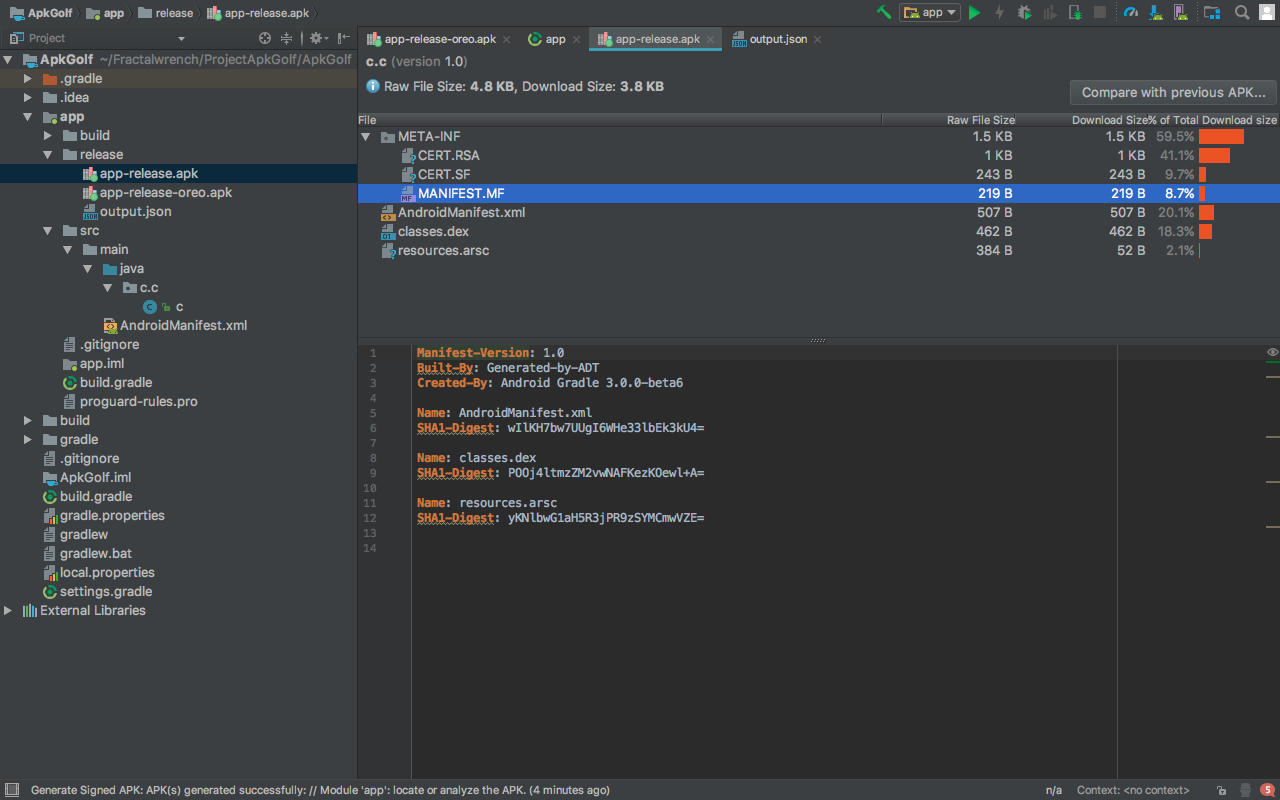 ApkGolf app release app-release.apk
app
Project
app-release-oreo.apk app app-release.apk output.json
ApkGolf ~/Fractalwrench/ProjectApkGolf/ApkGolf
.gradle
.idea
app
build
release
app-release.apk
app-release-oreo.apk
output.json
src
main
java
c.c
c
AndroidManifest.xml
.gitignore
app.iml
build.gradle
proguard-rules.pro
build
gradle
.gitignore
ApkGolf.iml
build.gradle
gradle.properties
gradlew
gradlew.bat
local.properties
settings.gradle
External Libraries
c.c (version 1.0)
Raw File Size: 4.8 KB, Download Size: 3.8 KB
Compare with previous APK...
File Raw File Size Download Size % of Total Download size
META-INF 1.5 KB 1.5 KB 59.5%
CERT.RSA 1 KB 1 KB 41.1%
CERT.SF 243 B 243 B 9.7%
MANIFEST.MF 219 B 219 B 8.7%
AndroidManifest.xml 507 B 507 B 20.1%
classes.dex 462 B 462 B 18.3%
resources.arsc 384 B 52 B 2.1%
1 Manifest-Version: 1.0
2 Built-By: Generated-by-ADT
3 Created-By: Android Gradle 3.0.0-beta6
4
5 Name: AndroidManifest.xml
6 SHA1-Digest: wIlKH7bw7UUgI6WHe33lbEk3kU4=
7
8 Name: classes.dex
9 SHA1-Digest: POOj4ltmzZM2vwNAFKezKOewl+A=
10
11 Name: resources.arsc
12 SHA1-Digest: yKNlbwG1aH5R3jPR9zSYMCmwVZE=
13
14
Generate Signed APK: APK(s) generated successfully: // Module 'app': locate or analyze the APK. (4 minutes ago) n/a Context: <no context> 5